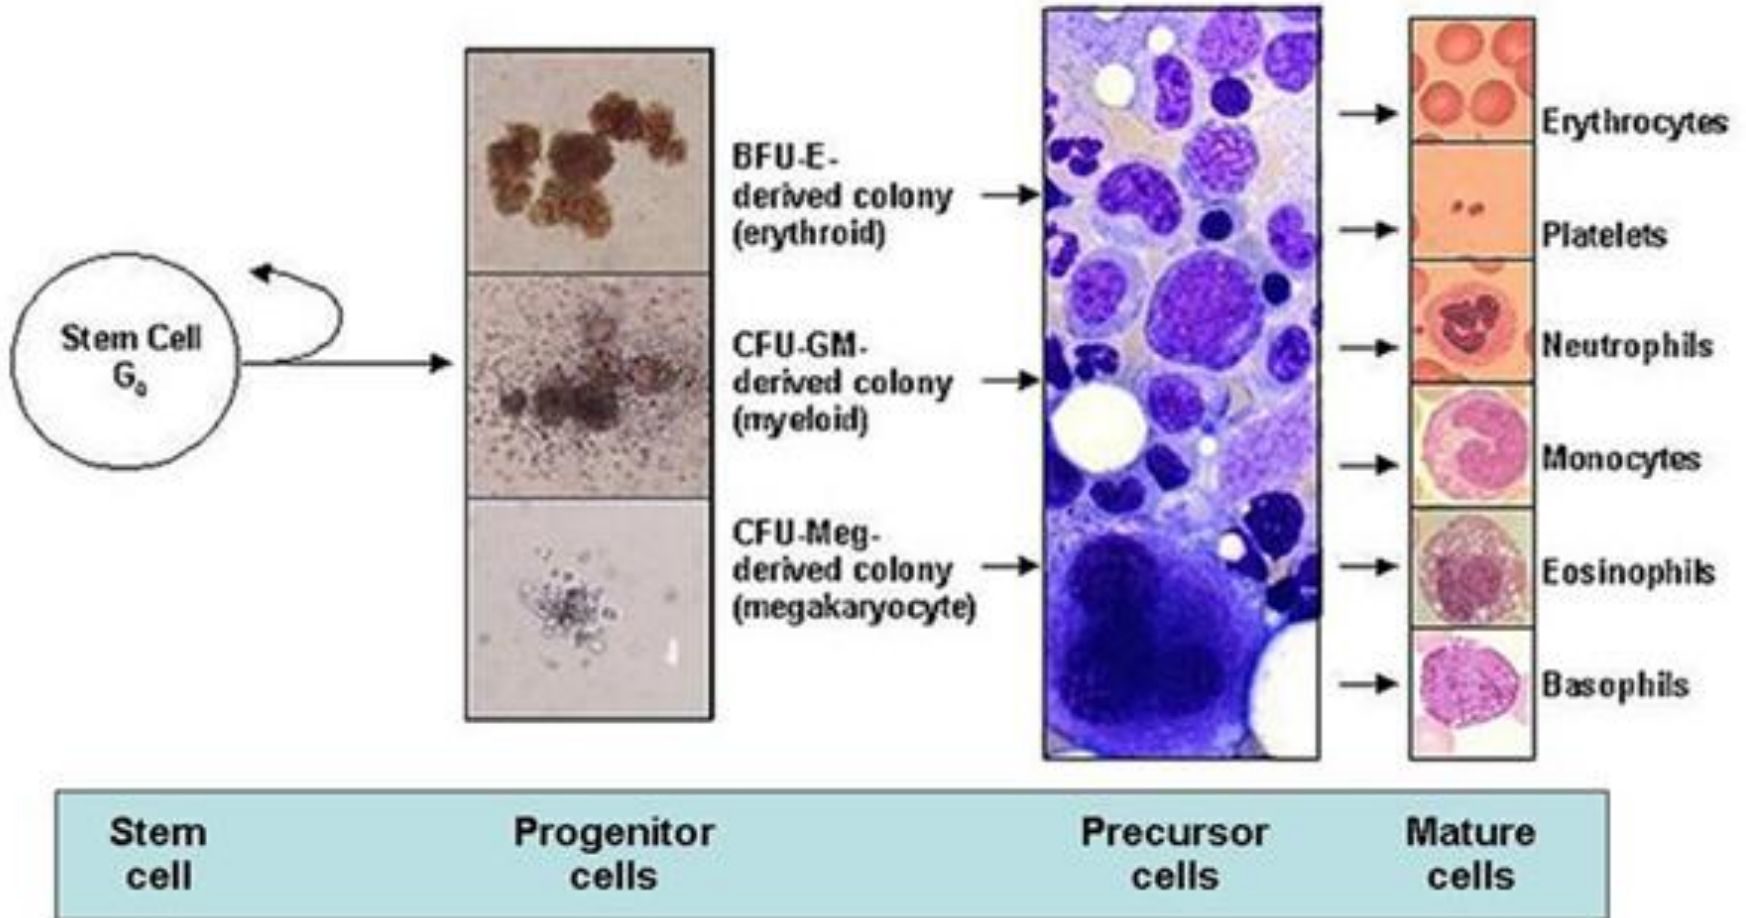 Stem Cell
G₀
BFU-E-
derived colony
(erythroid)
CFU-GM-
derived colony
(myeloid)
CFU-Meg-
derived colony
(megakaryocyte)
Erythrocytes
Platelets
Neutrophils
Monocytes
Eosinophils
Basophils
Stem
cell
Progenitor
cells
Precursor
cells
Mature
cells